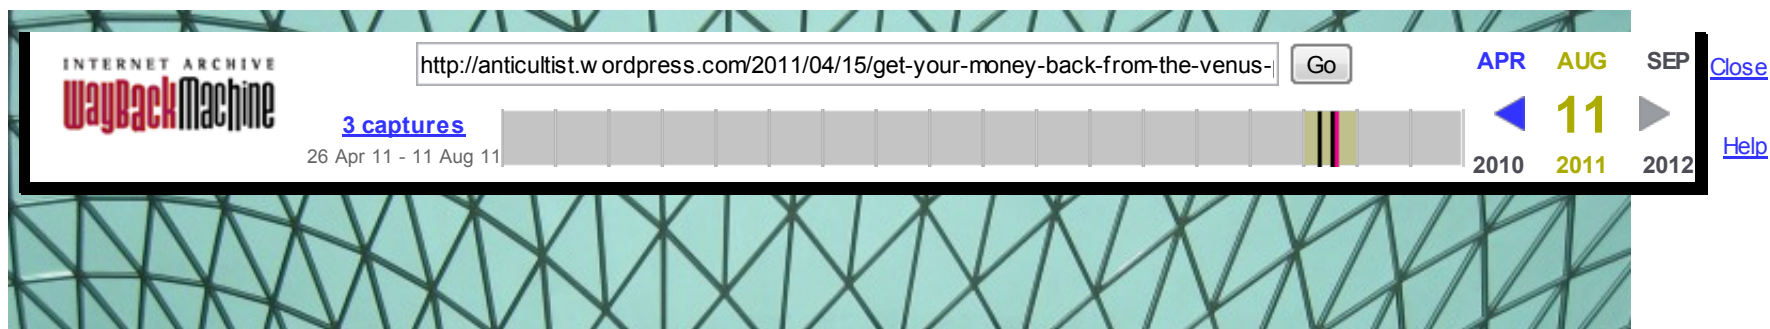 INTERNET ARCHIVE
WayBackMachine
http://anticultist.wordpress.com/2011/04/15/get-your-money-back-from-the-venus-
Go
3 captures
26 Apr 11 - 11 Aug 11
APR AUG SEP
11
2010 2011 2012
Close
Help